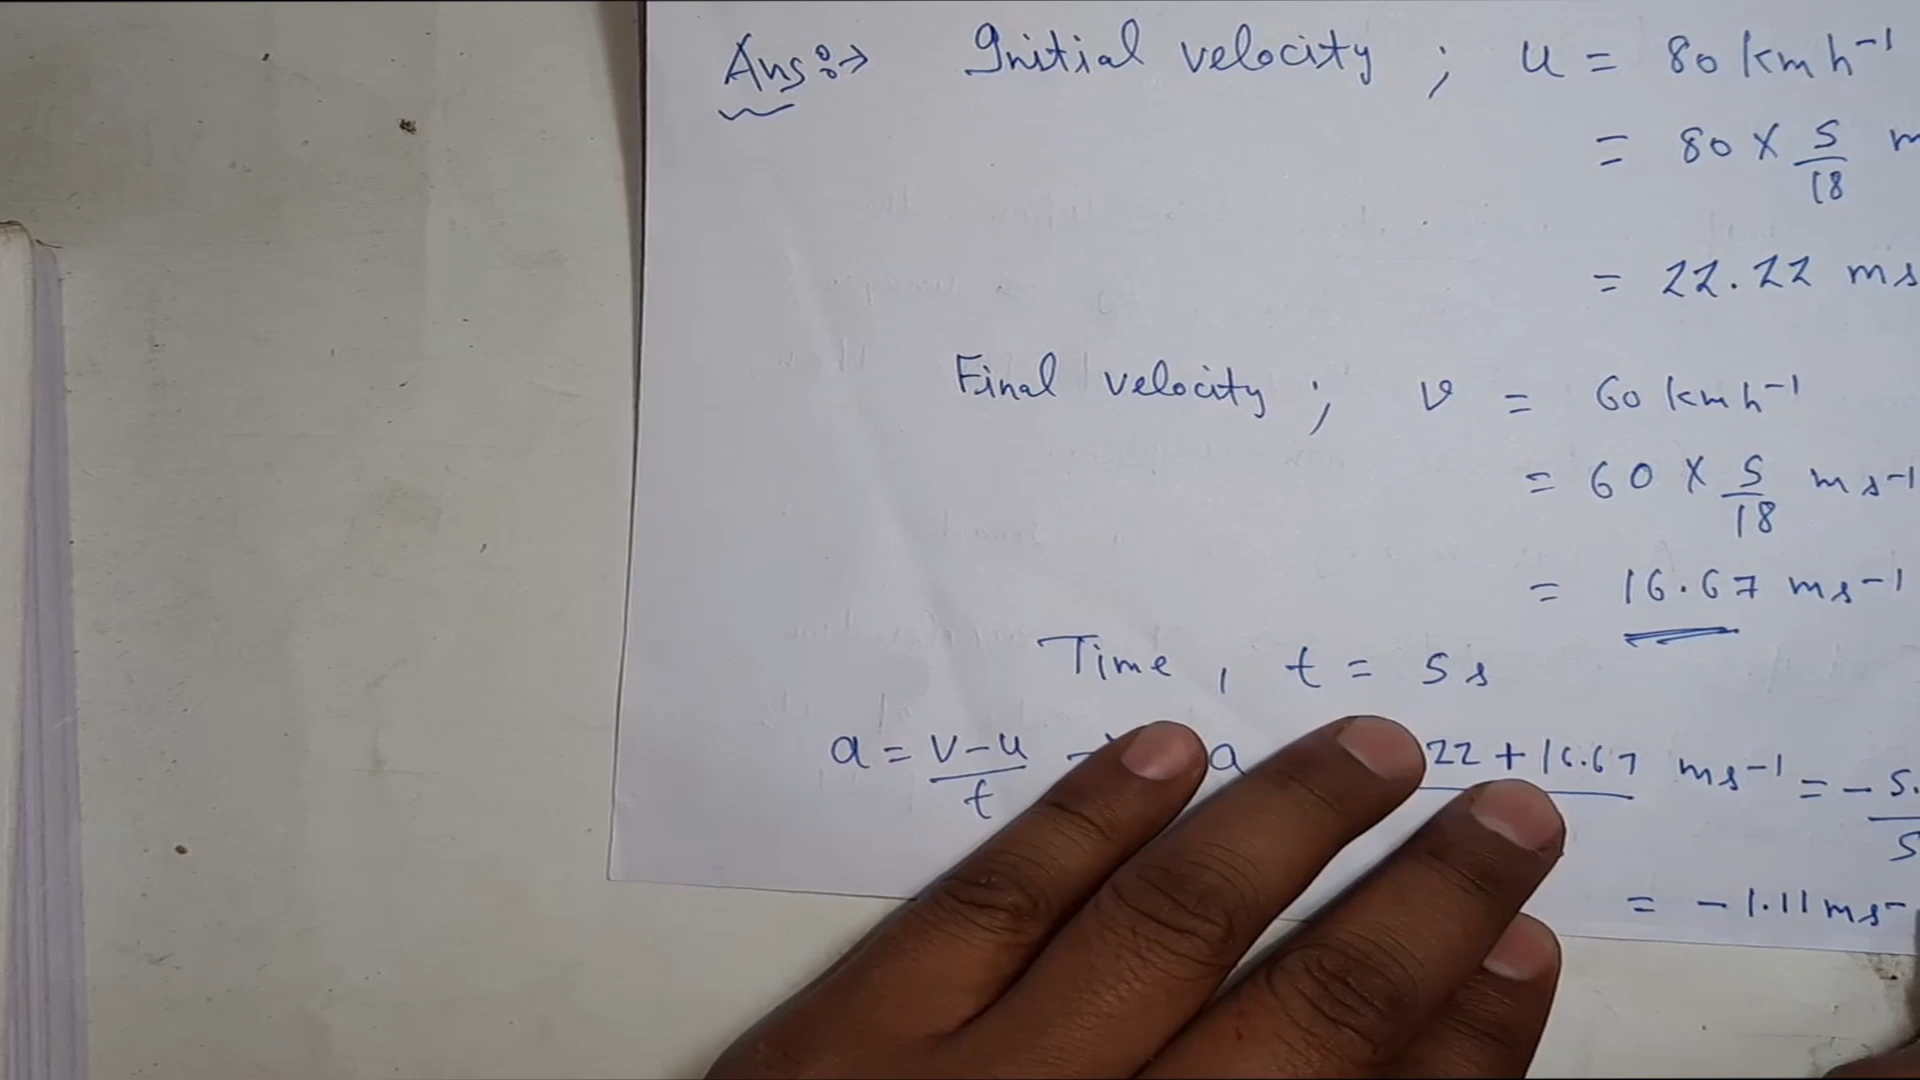 Ans:→ Initial velocity ; u = 80 km h⁻¹
= 80 × 5/18 m
= 22.22 ms
Final velocity ; v = 60 km h⁻¹
= 60 × 5/18 ms⁻¹
= 16.67 ms⁻¹
Time , t = 5s
a = v-u/t a 22 + 16.67 ms⁻¹ = - 5./5
= - 1.11 ms⁻